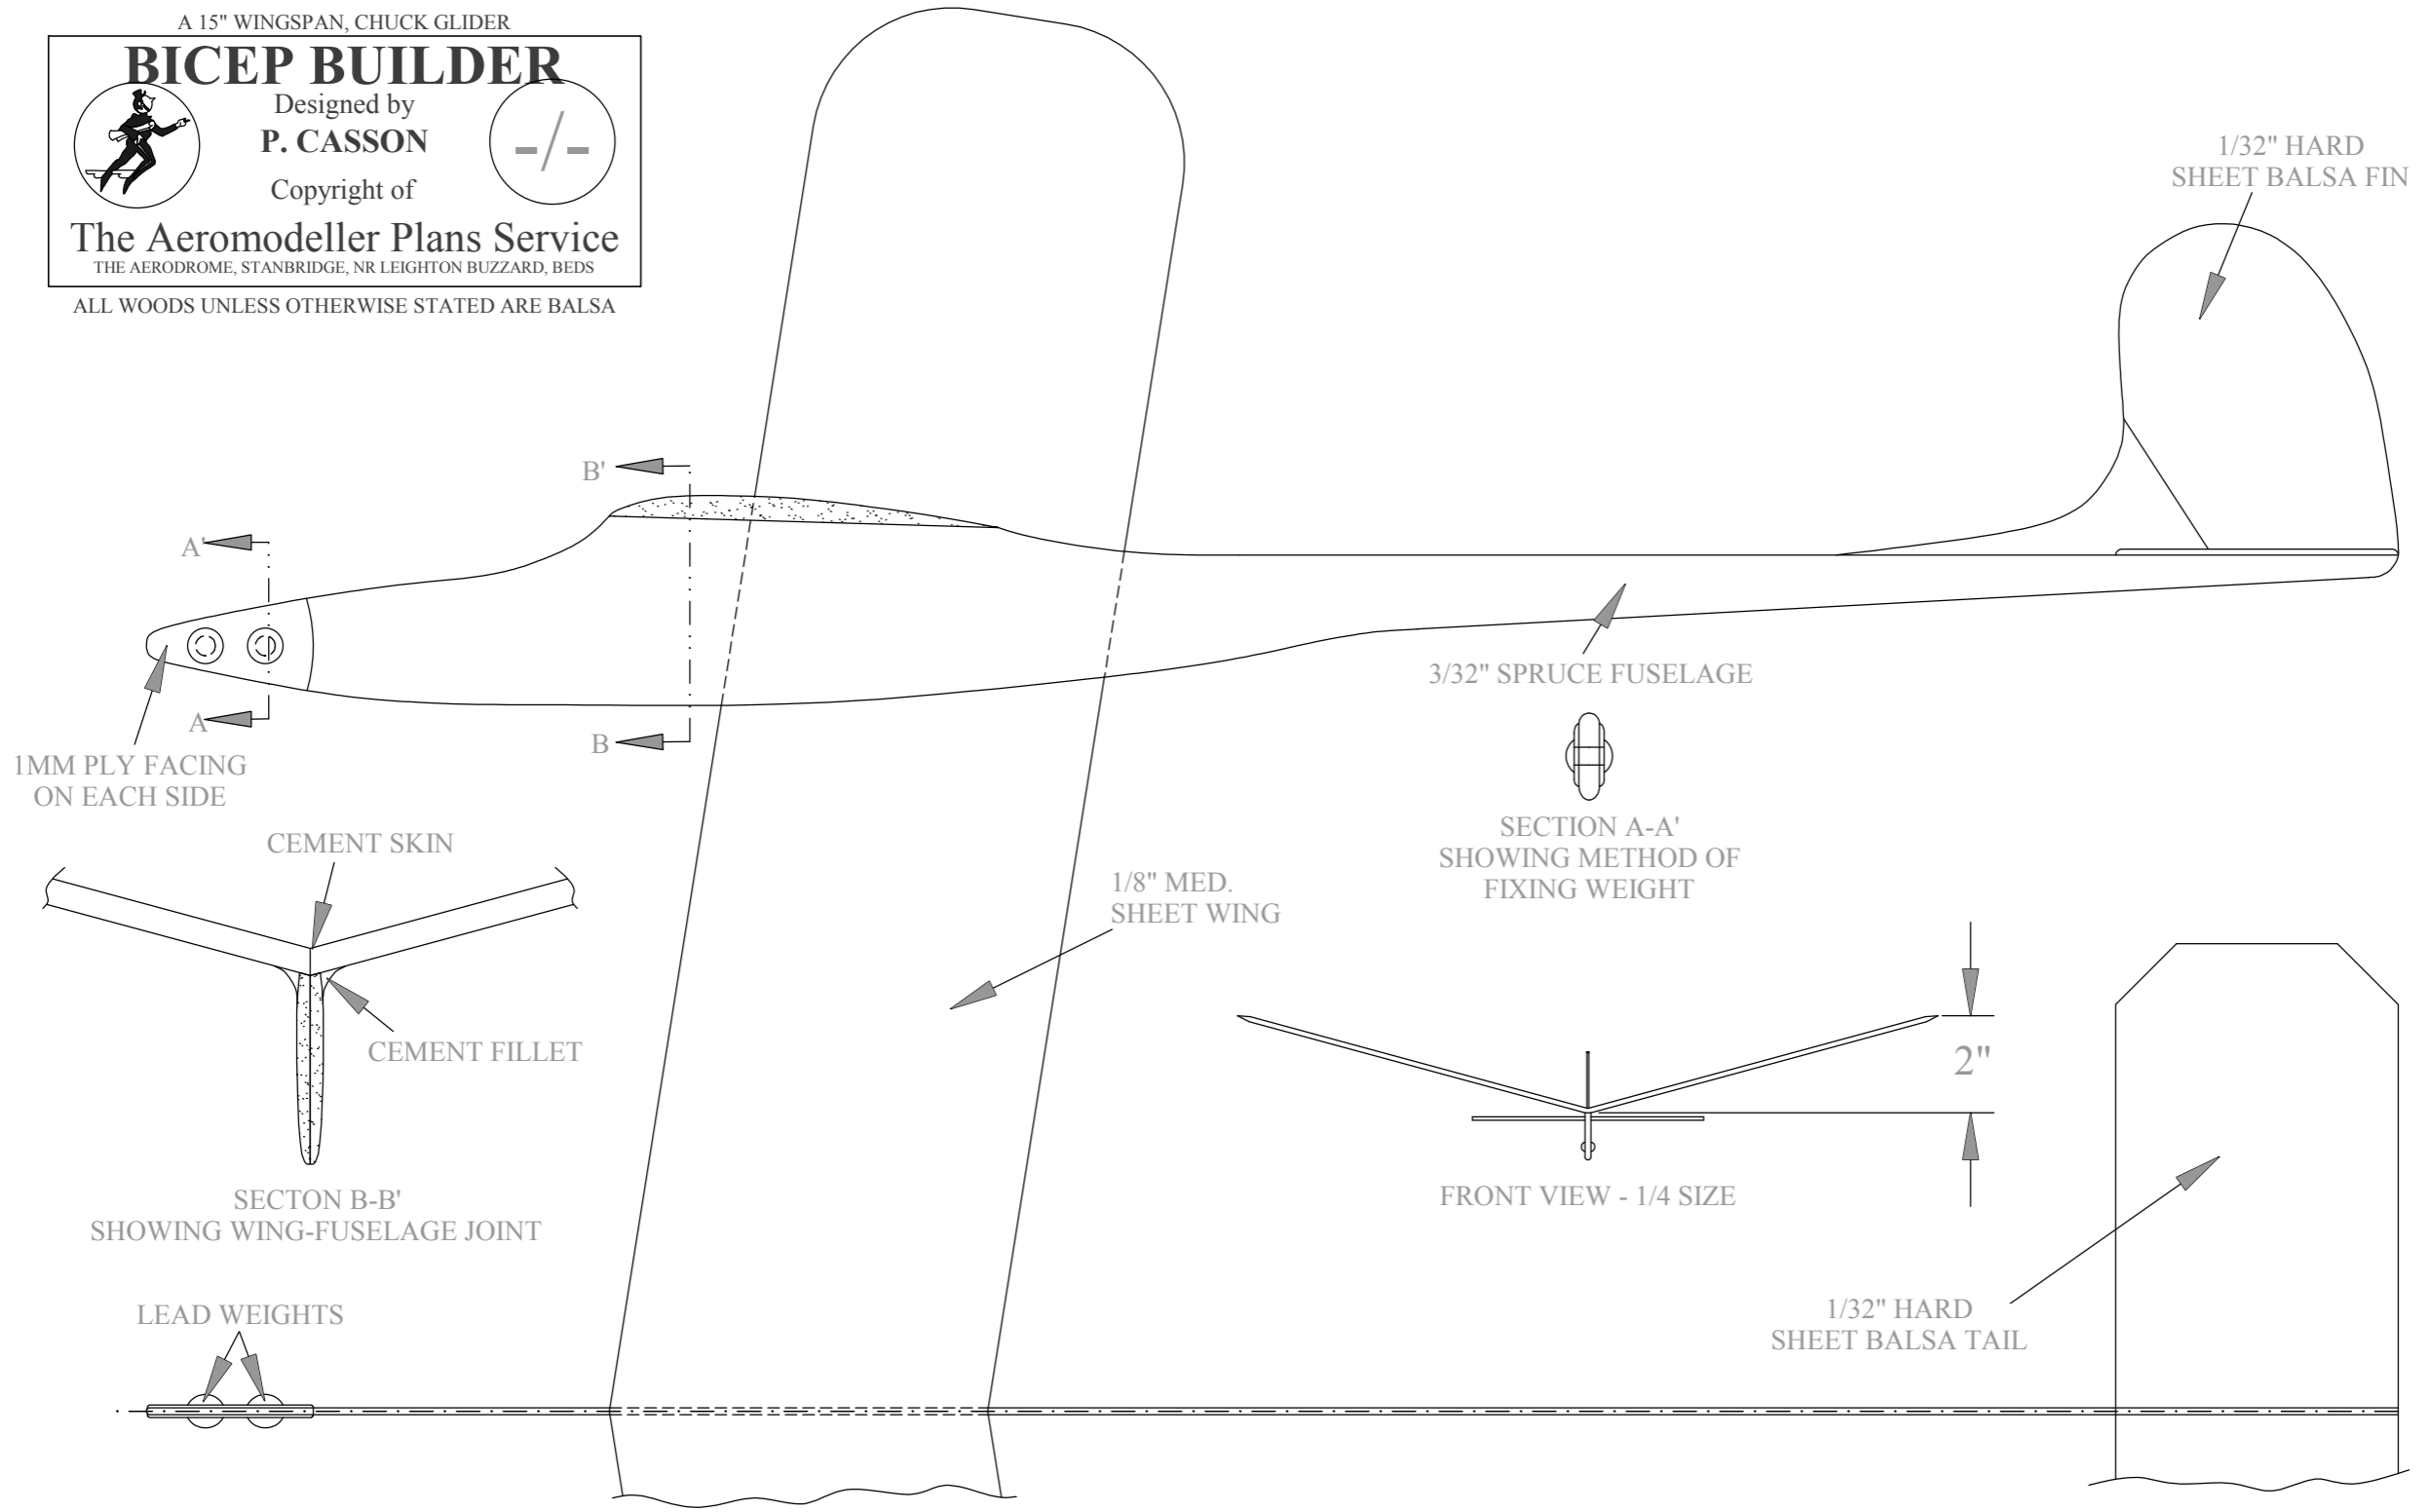 A 15" WINGSPAN, CHUCK GLIDER
BICEP BUILDER
Designed by
P. CASSON
-/-
Copyright of
The Aeromodeller Plans Service
THE AERODROME, STANBRIDGE, NR LEIGHTON BUZZARD, BEDS
ALL WOODS UNLESS OTHERWISE STATED ARE BALSA
1/32" HARD
SHEET BALSA FIN
B'
A'
A
B
3/32" SPRUCE FUSELAGE
1MM PLY FACING
ON EACH SIDE
SECTION A-A'
SHOWING METHOD OF
FIXING WEIGHT
CEMENT SKIN
1/8" MED.
SHEET WING
CEMENT FILLET
2"
SECTON B-B'
SHOWING WING-FUSELAGE JOINT
FRONT VIEW - 1/4 SIZE
LEAD WEIGHTS
1/32" HARD
SHEET BALSA TAIL